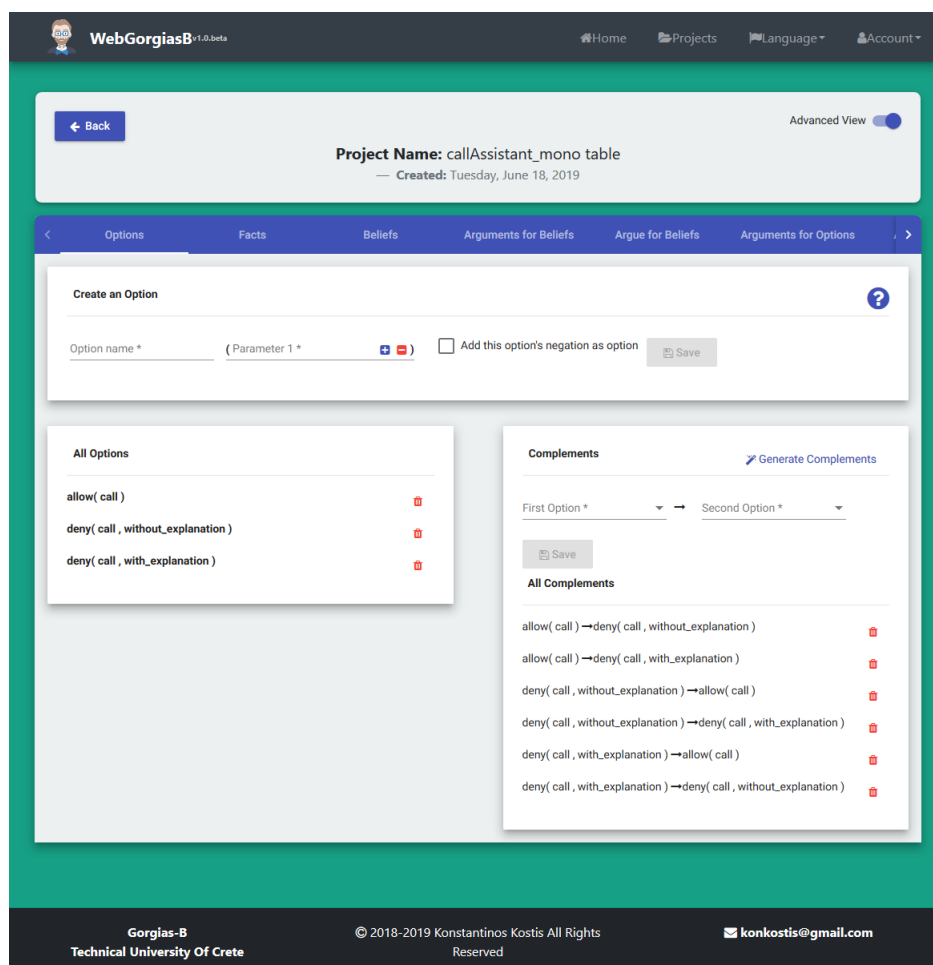 WebGorgiasB v1.0.beta
Home Projects Language Account
Back
Advanced View
Project Name: callAssistant_mono table
— Created: Tuesday, June 18, 2019
Options Facts Beliefs Arguments for Beliefs Argue for Beliefs Arguments for Options
Create an Option
?
Option name * ( Parameter 1 * ) Add this option's negation as option Save
All Options
allow( call )
deny( call , without_explanation )
deny( call , with_explanation )
Complements
Generate Complements
First Option * → Second Option *
Save
All Complements
allow( call ) →deny( call , without_explanation )
allow( call ) →deny( call , with_explanation )
deny( call , without_explanation ) →allow( call )
deny( call , without_explanation ) →deny( call , with_explanation )
deny( call , with_explanation ) →allow( call )
deny( call , with_explanation ) →deny( call , without_explanation )
Gorgias-B
Technical University Of Crete
© 2018-2019 Konstantinos Kostis All Rights
Reserved
konkostis@gmail.com